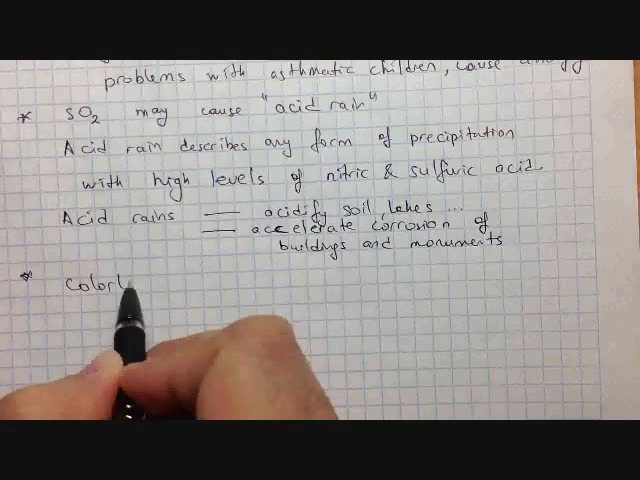 problems with asthmatic children, cause
* SO2 may cause "acid rain"
Acid rain describes any form of precipitation
with high levels of nitric & sulfuric acid.
Acid rains — acidify soil, lakes ...
— accelerate corrosion of
buildings and monuments
* Colorl